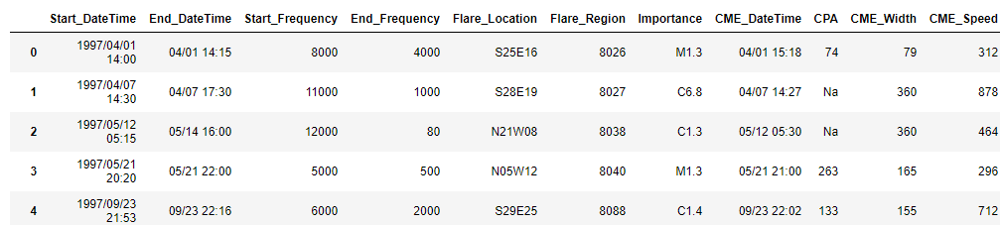 Start_DateTime End_DateTime Start_Frequency End_Frequency Flare_Location Flare_Region Importance CME_DateTime CPA CME_Width CME_Speed
0 1997/04/01 14:00 04/01 14:15 8000 4000 S25E16 8026 M1.3 04/01 15:18 74 79 312
1 1997/04/07 14:30 04/07 17:30 11000 1000 S28E19 8027 C6.8 04/07 14:27 Na 360 878
2 1997/05/12 05:15 05/14 16:00 12000 80 N21W08 8038 C1.3 05/12 05:30 Na 360 464
3 1997/05/21 20:20 05/21 22:00 5000 500 N05W12 8040 M1.3 05/21 21:00 263 165 296
4 1997/09/23 21:53 09/23 22:16 6000 2000 S29E25 8088 C1.4 09/23 22:02 133 155 712